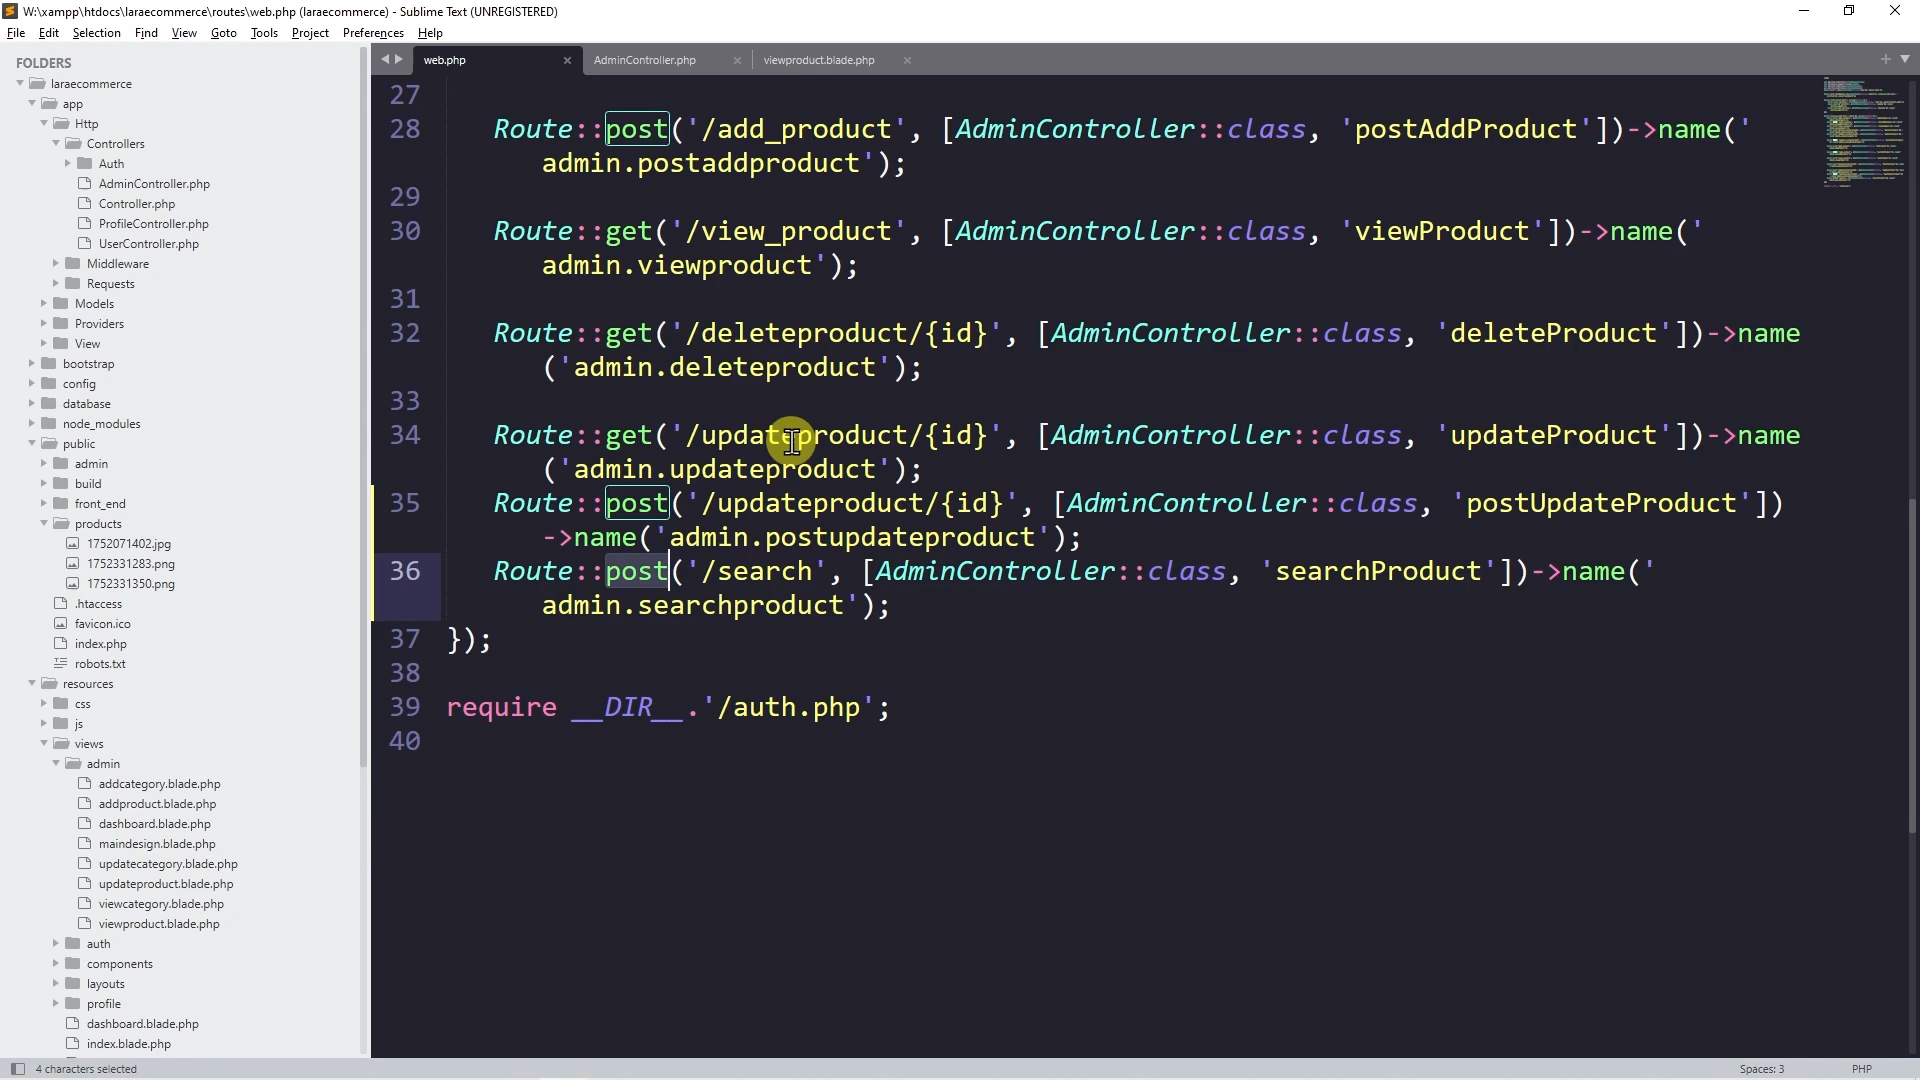 W:\xampp\htdocs\laraecommerce\routes\web.php (laraecommerce) - Sublime Text (UNREGISTERED)
File Edit Selection Find View Goto Tools Project Preferences Help
FOLDERS
laraecommerce
app
Http
Controllers
Auth
AdminController.php
Controller.php
ProfileController.php
UserController.php
Middleware
Requests
Models
Providers
View
bootstrap
config
database
node_modules
public
admin
build
front_end
products
1752071402.jpg
1752331283.png
1752331350.png
.htaccess
favicon.ico
index.php
robots.txt
resources
css
js
views
admin
addcategory.blade.php
addproduct.blade.php
dashboard.blade.php
maindesign.blade.php
updatecategory.blade.php
updateproduct.blade.php
viewcategory.blade.php
viewproduct.blade.php
auth
components
layouts
profile
dashboard.blade.php
index.blade.php
web.php AdminController.php viewproduct.blade.php
27
28 Route::post('/add_product', [AdminController::class, 'postAddProduct'])->name('
admin.postaddproduct');
29
30 Route::get('/view_product', [AdminController::class, 'viewProduct'])->name('
admin.viewproduct');
31
32 Route::get('/deleteproduct/{id}', [AdminController::class, 'deleteProduct'])->name
('admin.deleteproduct');
33
34 Route::get('/updateproduct/{id}', [AdminController::class, 'updateProduct'])->name
('admin.updateproduct');
35 Route::post('/updateproduct/{id}', [AdminController::class, 'postUpdateProduct'])
->name('admin.postupdateproduct');
36 Route::post('/search', [AdminController::class, 'searchProduct'])->name('
admin.searchproduct');
37 });
38
39 require __DIR__.'/auth.php';
40
4 characters selected
Spaces: 3 PHP